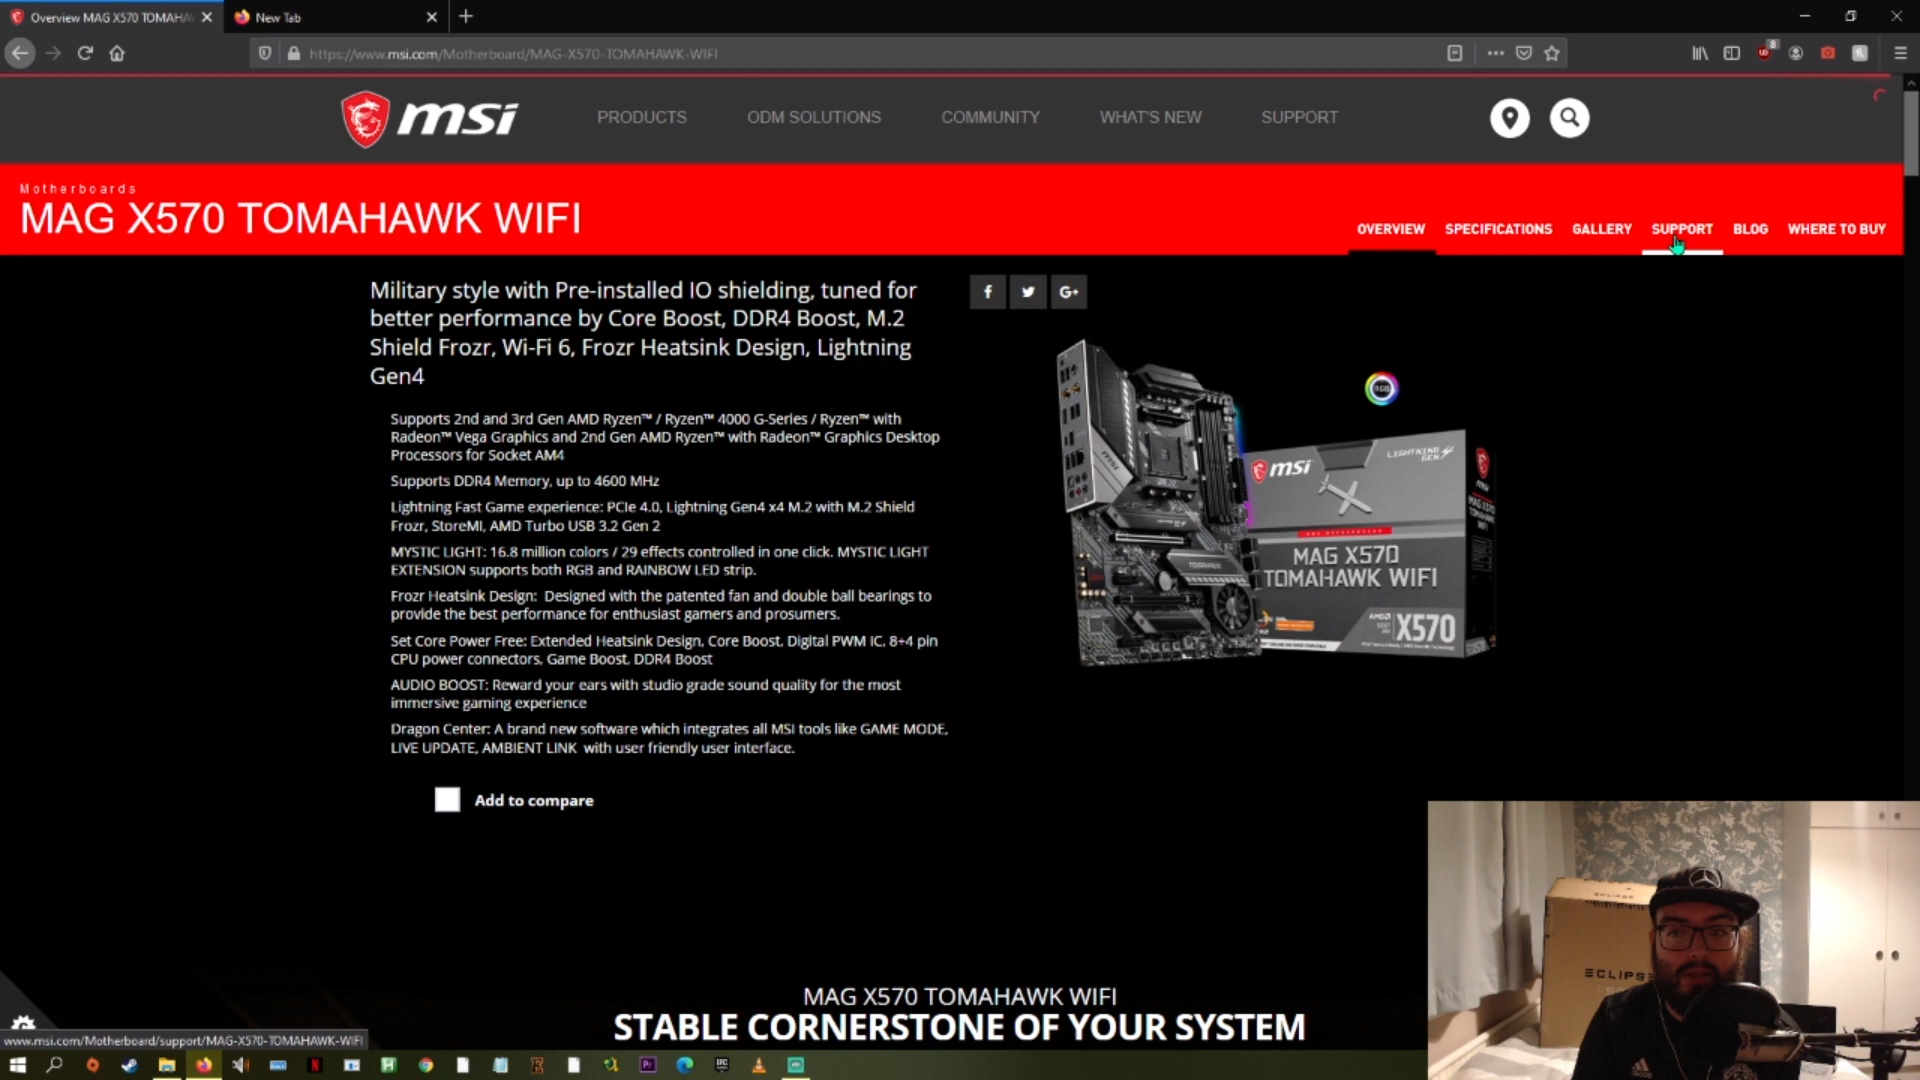 Overview MAG X570 TOMAHA
New Tab
https://www.msi.com/Motherboard/MAG-X570-TOMAHAWK-WIFI
8
msi
PRODUCTS
ODM SOLUTIONS
COMMUNITY
WHAT'S NEW
SUPPORT
Motherboards
MAG X570 TOMAHAWK WIFI
OVERVIEW
SPECIFICATIONS
GALLERY
SUPPORT
BLOG
WHERE TO BUY
Military style with Pre-installed IO shielding, tuned for
better performance by Core Boost, DDR4 Boost, M.2
Shield Frozr, Wi-Fi 6, Frozr Heatsink Design, Lightning
Gen4
f
G+
Supports 2nd and 3rd Gen AMD Ryzen™ / Ryzen™ 4000 G-Series / Ryzen™ with
Radeon™ Vega Graphics and 2nd Gen AMD Ryzen™ with Radeon™ Graphics Desktop
Processors for Socket AM4
Supports DDR4 Memory, up to 4600 MHz
Lightning Fast Game experience: PCIe 4.0, Lightning Gen4 x4 M.2 with M.2 Shield
Frozr, StoreMI, AMD Turbo USB 3.2 Gen 2
MYSTIC LIGHT: 16.8 million colors / 29 effects controlled in one click. MYSTIC LIGHT
EXTENSION supports both RGB and RAINBOW LED strip.
Frozr Heatsink Design: Designed with the patented fan and double ball bearings to
provide the best performance for enthusiast gamers and prosumers.
Set Core Power Free: Extended Heatsink Design, Core Boost, Digital PWM IC, 8+4 pin
CPU power connectors, Game Boost, DDR4 Boost
AUDIO BOOST: Reward your ears with studio grade sound quality for the most
immersive gaming experience
Dragon Center: A brand new software which integrates all MSI tools like GAME MODE,
LIVE UPDATE, AMBIENT LINK with user friendly user interface.
Add to compare
RGB
msi
LIGHTNING
GEN4
MAG X570
TOMAHAWK WIFI
X570
ECLIPSE
MAG X570 TOMAHAWK WIFI
STABLE CORNERSTONE OF YOUR SYSTEM
www.msi.com/Motherboard/support/MAG-X570-TOMAHAWK-WIFI